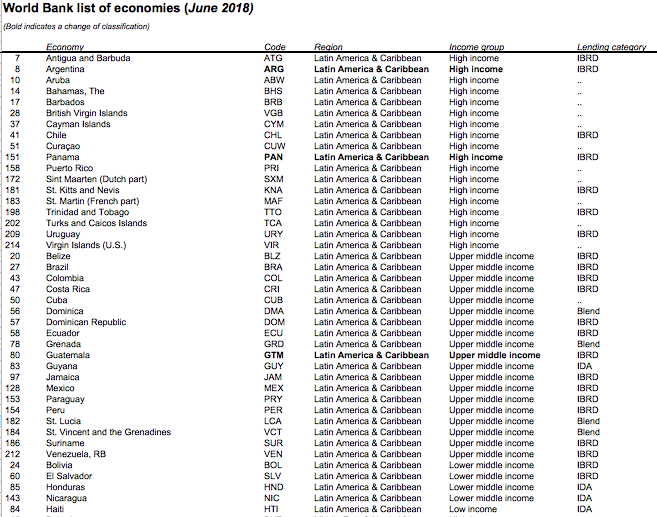 World Bank list of economies (June 2018)
(Bold indicates a change of classification)
Economy Code Region Income group Lending category
7 Antigua and Barbuda ATG Latin America & Caribbean High income IBRD
8 Argentina ARG Latin America & Caribbean High income IBRD
10 Aruba ABW Latin America & Caribbean High income ..
14 Bahamas, The BHS Latin America & Caribbean High income ..
17 Barbados BRB Latin America & Caribbean High income ..
28 British Virgin Islands VGB Latin America & Caribbean High income ..
37 Cayman Islands CYM Latin America & Caribbean High income ..
41 Chile CHL Latin America & Caribbean High income IBRD
51 Curaçao CUW Latin America & Caribbean High income ..
151 Panama PAN Latin America & Caribbean High income IBRD
158 Puerto Rico PRI Latin America & Caribbean High income ..
172 Sint Maarten (Dutch part) SXM Latin America & Caribbean High income ..
181 St. Kitts and Nevis KNA Latin America & Caribbean High income IBRD
183 St. Martin (French part) MAF Latin America & Caribbean High income ..
198 Trinidad and Tobago TTO Latin America & Caribbean High income IBRD
202 Turks and Caicos Islands TCA Latin America & Caribbean High income ..
209 Uruguay URY Latin America & Caribbean High income IBRD
214 Virgin Islands (U.S.) VIR Latin America & Caribbean High income ..
20 Belize BLZ Latin America & Caribbean Upper middle income IBRD
27 Brazil BRA Latin America & Caribbean Upper middle income IBRD
43 Colombia COL Latin America & Caribbean Upper middle income IBRD
47 Costa Rica CRI Latin America & Caribbean Upper middle income IBRD
50 Cuba CUB Latin America & Caribbean Upper middle income ..
56 Dominica DMA Latin America & Caribbean Upper middle income Blend
57 Dominican Republic DOM Latin America & Caribbean Upper middle income IBRD
58 Ecuador ECU Latin America & Caribbean Upper middle income IBRD
78 Grenada GRD Latin America & Caribbean Upper middle income Blend
80 Guatemala GTM Latin America & Caribbean Upper middle income IBRD
83 Guyana GUY Latin America & Caribbean Upper middle income IDA
97 Jamaica JAM Latin America & Caribbean Upper middle income IBRD
128 Mexico MEX Latin America & Caribbean Upper middle income IBRD
153 Paraguay PRY Latin America & Caribbean Upper middle income IBRD
154 Peru PER Latin America & Caribbean Upper middle income IBRD
182 St. Lucia LCA Latin America & Caribbean Upper middle income Blend
184 St. Vincent and the Grenadines VCT Latin America & Caribbean Upper middle income Blend
186 Suriname SUR Latin America & Caribbean Upper middle income IBRD
212 Venezuela, RB VEN Latin America & Caribbean Upper middle income IBRD
24 Bolivia BOL Latin America & Caribbean Lower middle income IBRD
60 El Salvador SLV Latin America & Caribbean Lower middle income IBRD
85 Honduras HND Latin America & Caribbean Lower middle income IDA
143 Nicaragua NIC Latin America & Caribbean Lower middle income IDA
84 Haiti HTI Latin America & Caribbean Low income IDA